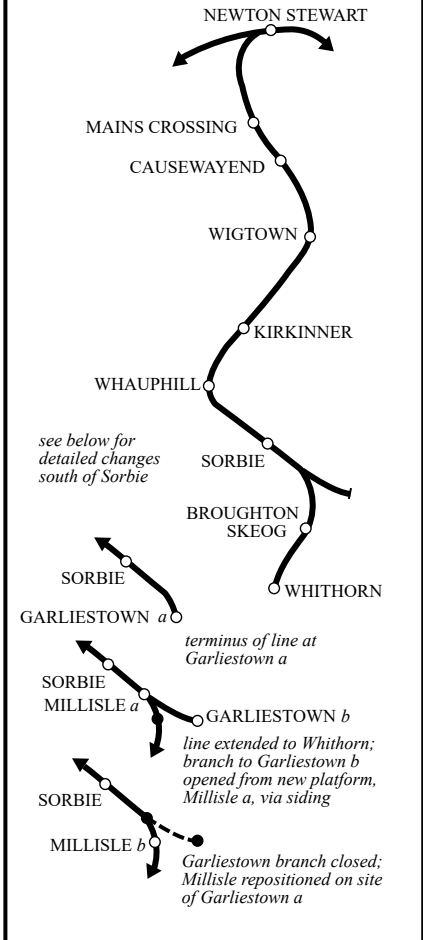 NEWTON STEWART
MAINS CROSSING
CAUSEWAYEND
WIGTOWN
KIRKINNER
WHAUPHILL
see below for
detailed changes
south of Sorbie
SORBIE
BROUGHTON
SKEOG
WHITHORN
SORBIE
GARLIESTOWN a
terminus of line at
Garliestown a
SORBIE
MILLISLE a
GARLIESTOWN b
line extended to Whithorn;
branch to Garliestown b
opened from new platform,
Millisle a, via siding
SORBIE
MILLISLE b
Garliestown branch closed;
Millisle repositioned on site
of Garliestown a